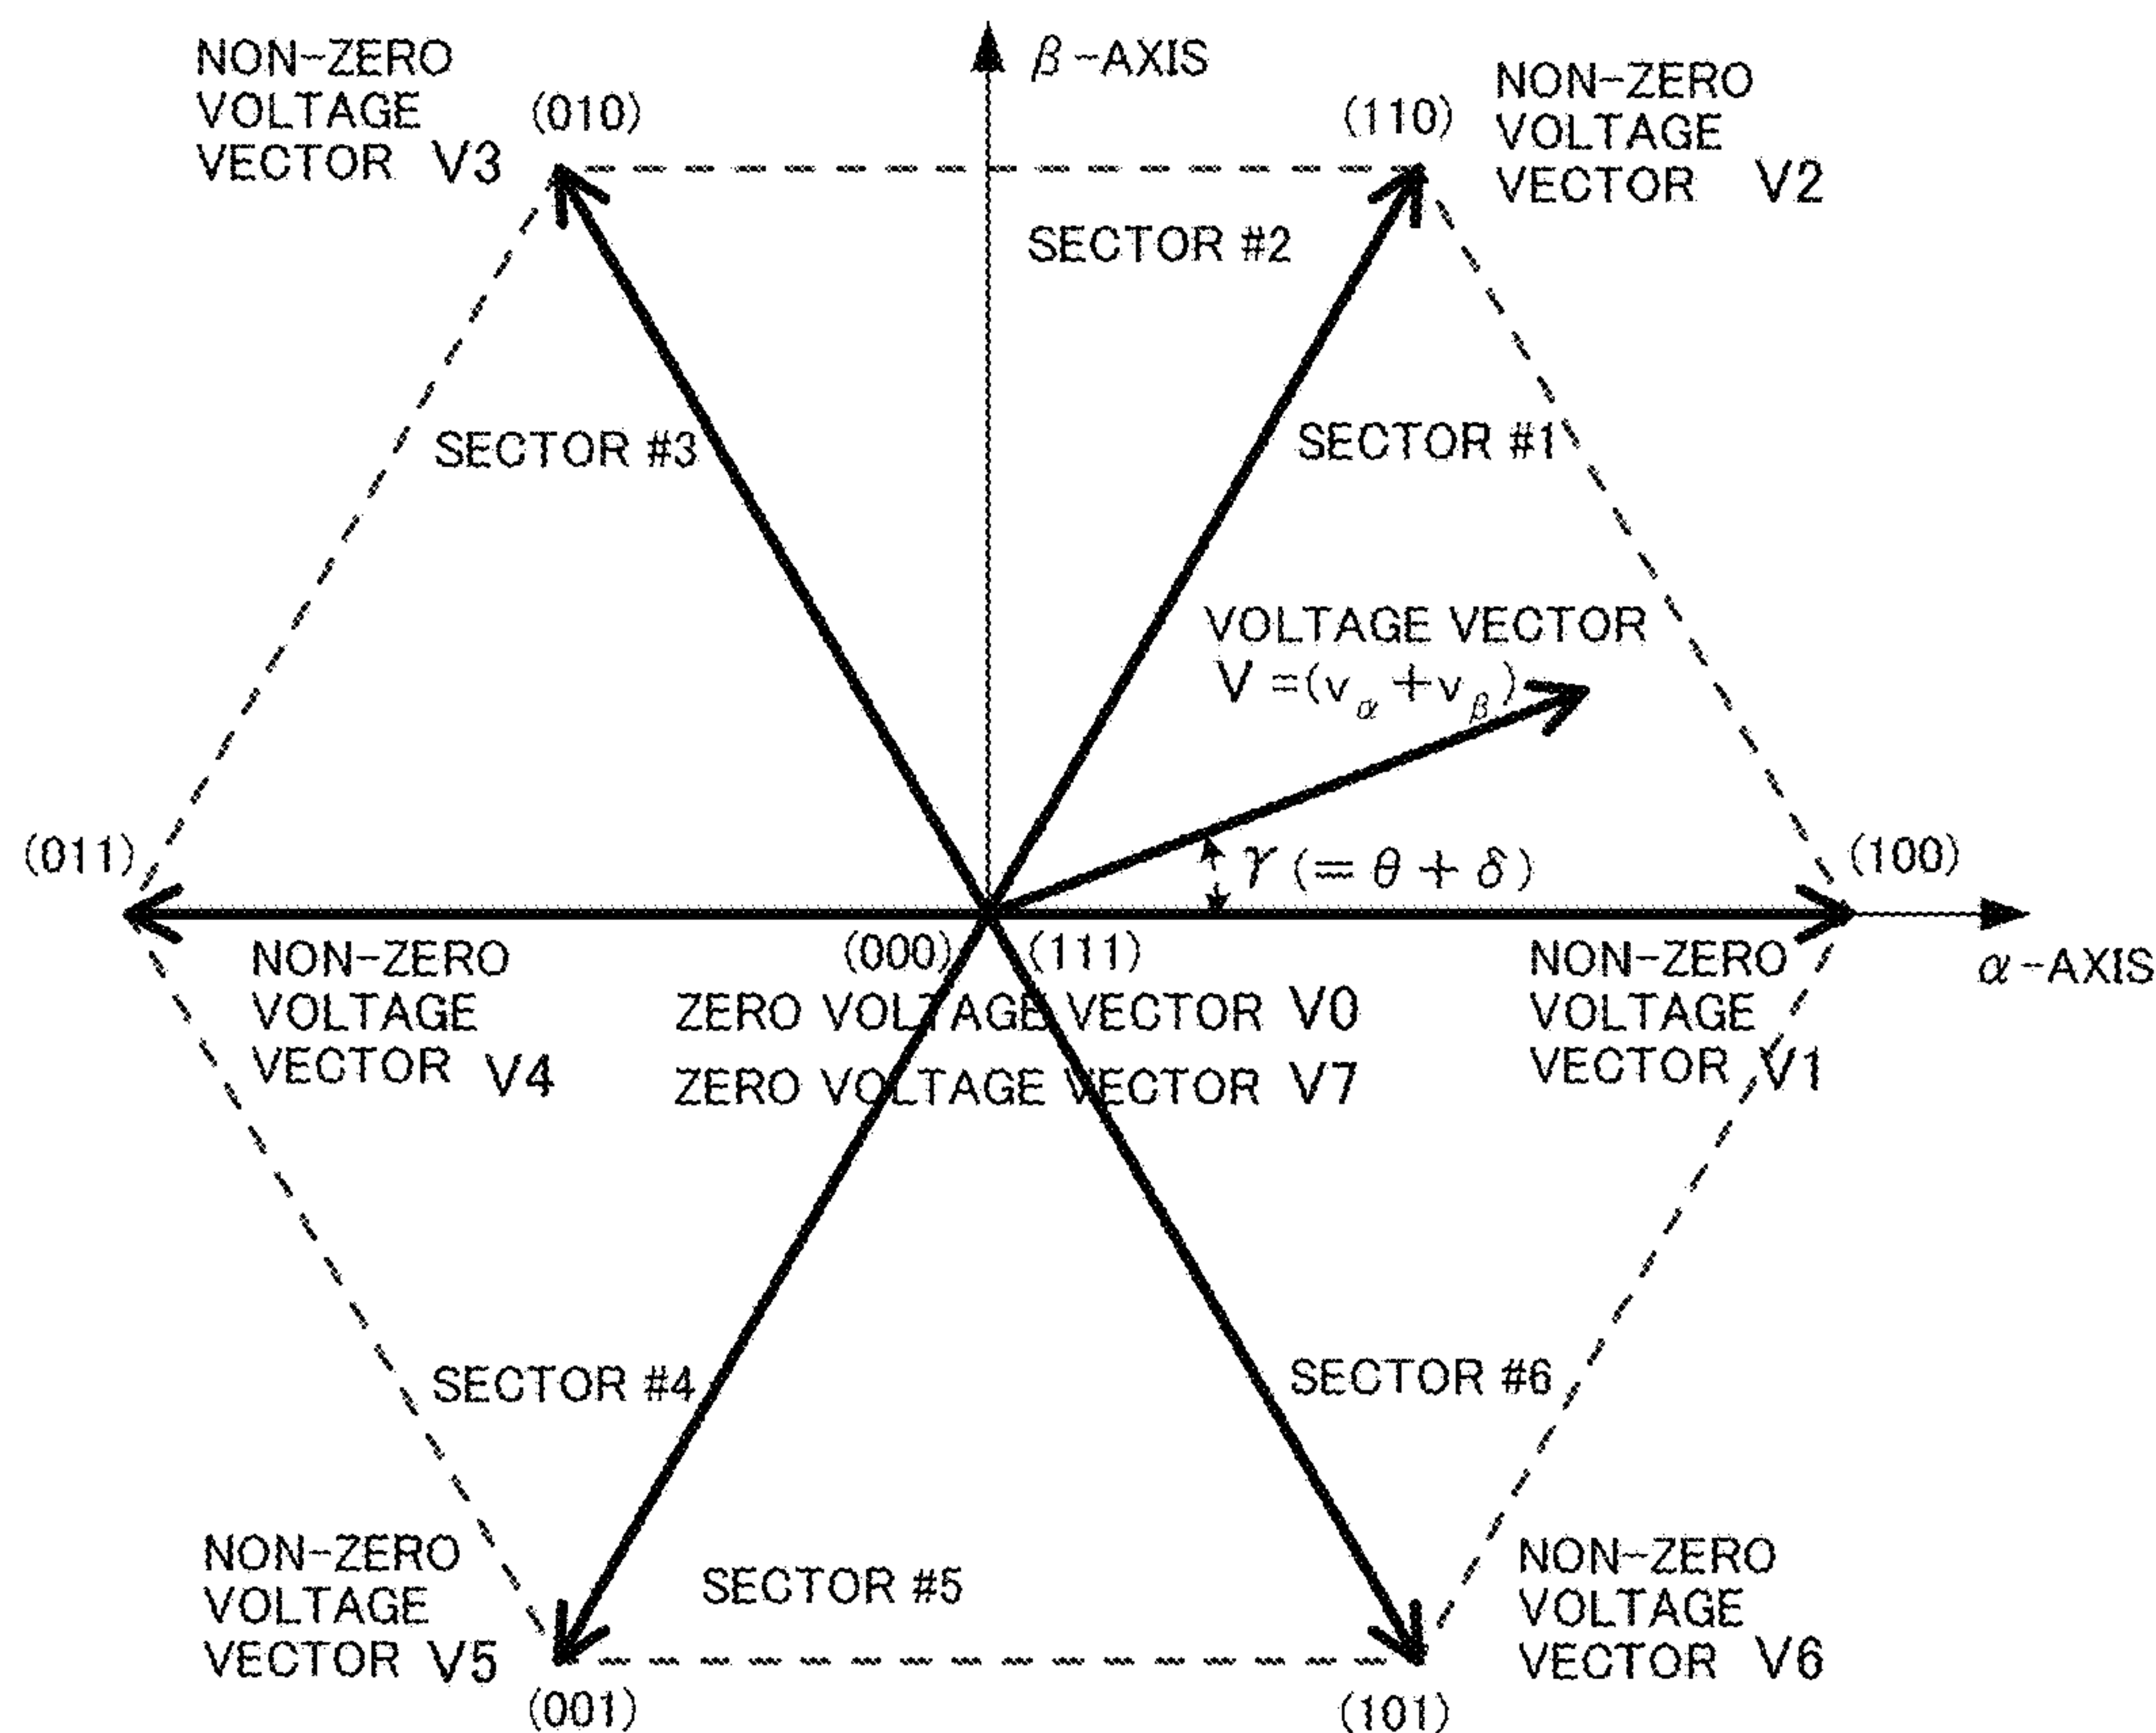 NON-ZERO
VOLTAGE
VECTOR V3
(010)
β-AXIS
(110)
NON-ZERO
VOLTAGE
VECTOR V2
SECTOR #2
SECTOR #3
SECTOR #1
VOLTAGE VECTOR
V=(vα+vβ)
γ(=θ+δ)
(011)
(100)
α-AXIS
NON-ZERO
VOLTAGE
VECTOR V4
(000) (111)
ZERO VOLTAGE VECTOR V0
ZERO VOLTAGE VECTOR V7
NON-ZERO
VOLTAGE
VECTOR V1
SECTOR #4
SECTOR #6
SECTOR #5
NON-ZERO
VOLTAGE
VECTOR V5
(001)
(101)
NON-ZERO
VOLTAGE
VECTOR V6